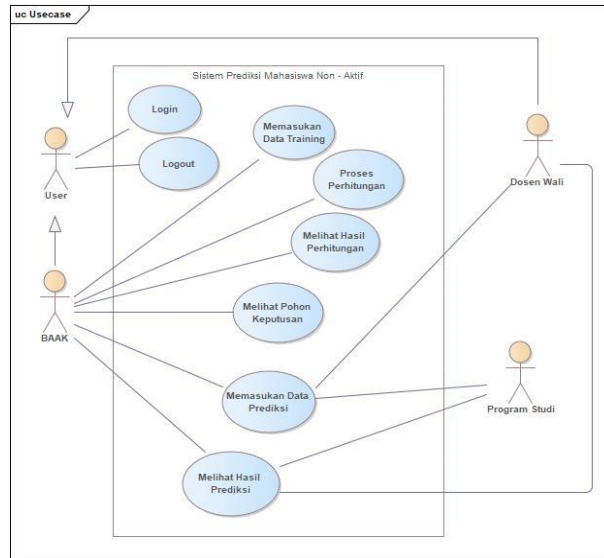 uc Usecase
Sistem Prediksi Mahasiswa Non - Aktif
Login
Logout
User
Memasukan
Data Training
Proses
Perhitungan
Melihat Hasil
Perhitungan
Dosen Wali
BAAK
Melihat Pohon
Keputusan
Memasukan Data
Prediksi
Program Studi
Melihat Hasil
Prediksi